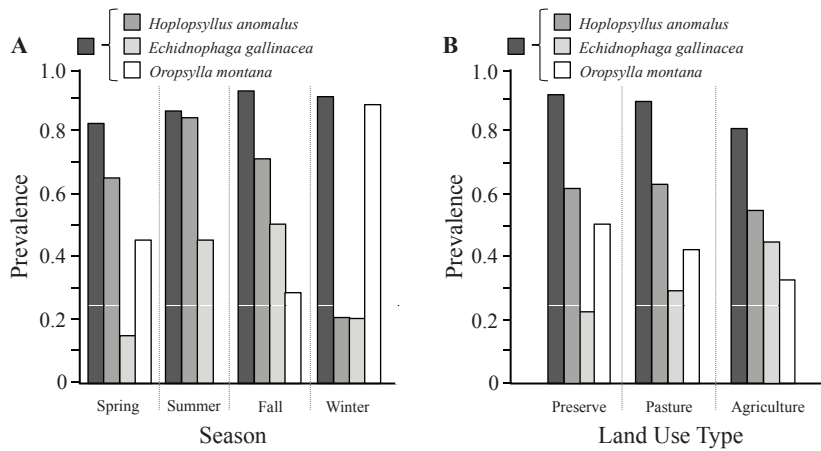 A
Hoplopsyllus anomalus
Echidnophaga gallinacea
Oropsylla montana
1.0
0.8
0.6
0.4
0.2
0
Prevalence
Spring Summer Fall Winter
Season
B
Hoplopsyllus anomalus
Echidnophaga gallinacea
Oropsylla montana
1.0
0.8
0.6
0.4
0.2
0
Prevalence
Preserve Pasture Agriculture
Land Use Type